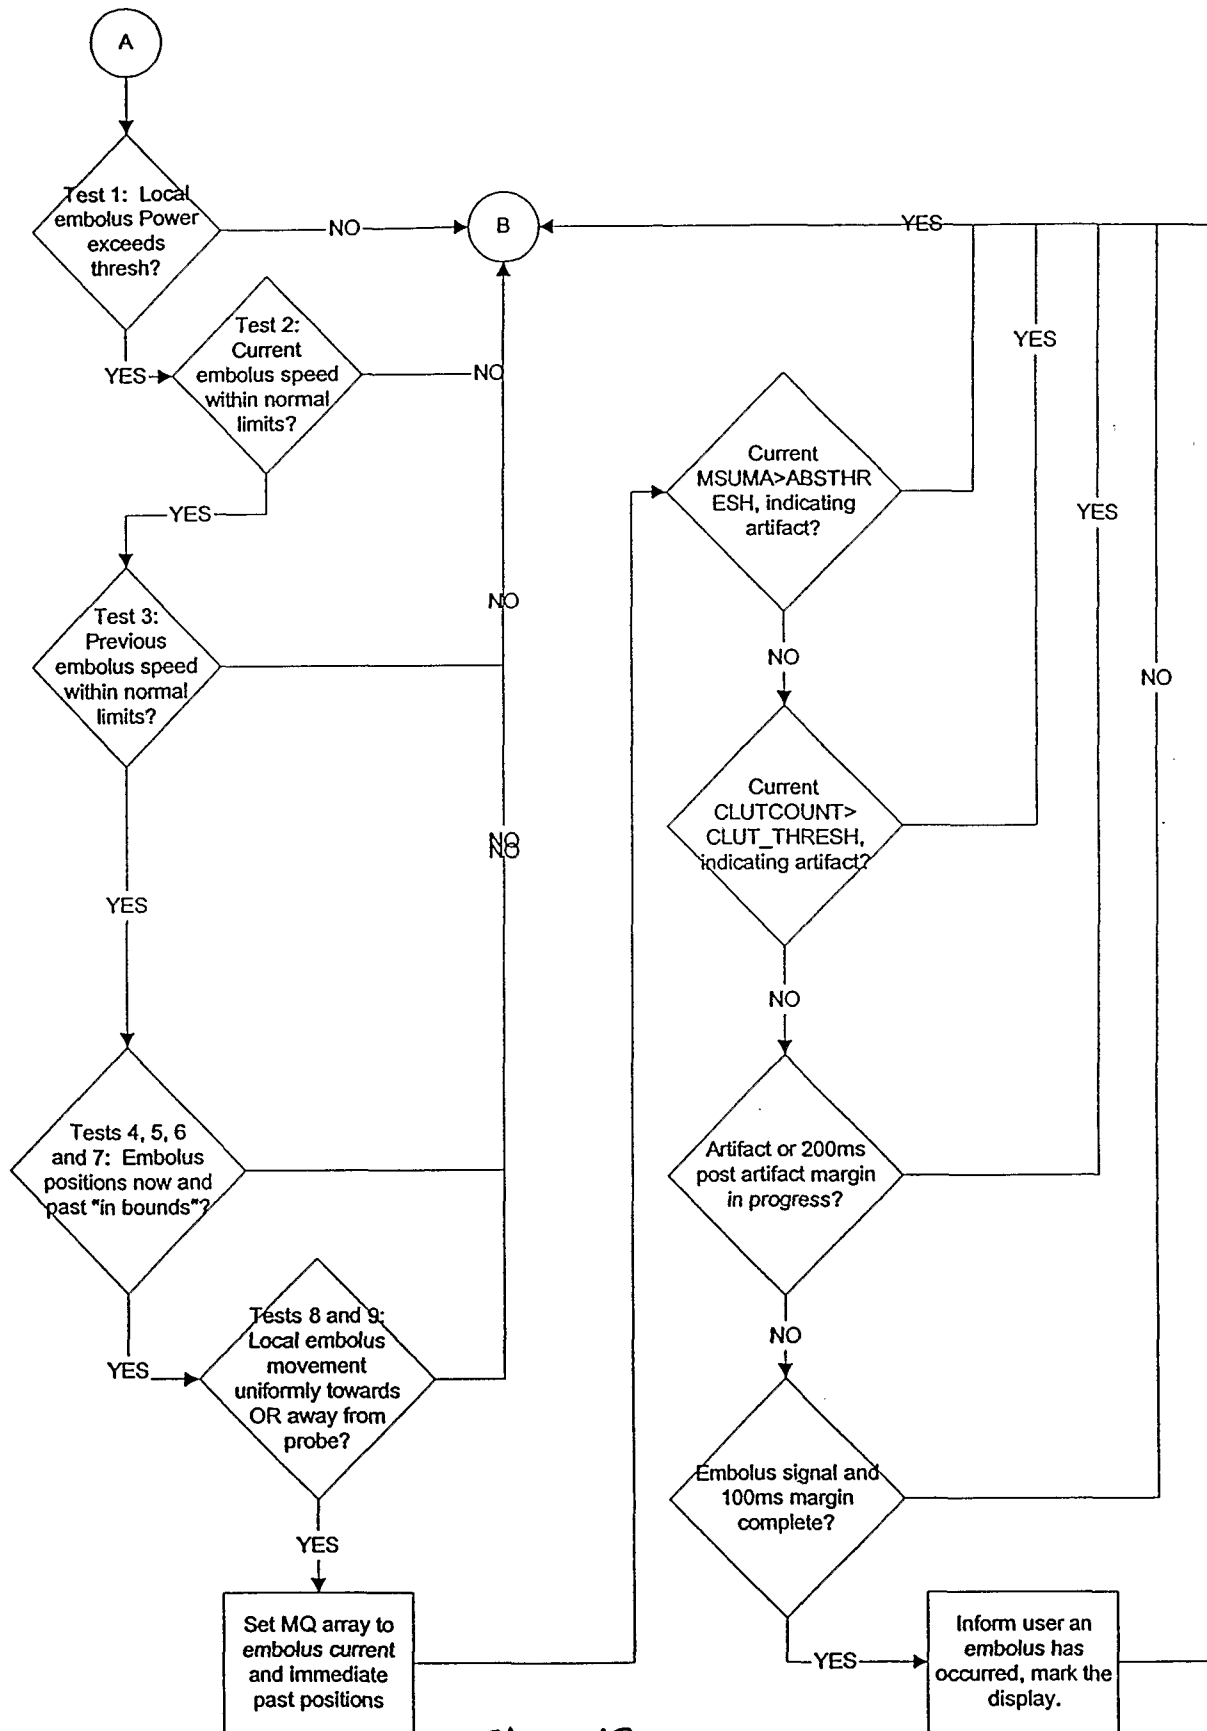 A
Test 1: Local
embolus Power
exceeds
thresh?
NO
B
YES
YES
Test 2:
Current
embolus speed
within normal
limits?
NO
YES
Test 3:
Previous
embolus speed
within normal
limits?
NO
YES
Tests 4, 5, 6
and 7: Embolus
positions now and
past "in bounds"?
NO
NO
YES
Tests 8 and 9:
Local embolus
movement
uniformly towards
OR away from
probe?
YES
Set MQ array to
embolus current
and immediate
past positions
Current
MSUMA>ABSTHR
ESH, indicating
artifact?
YES
NO
Current
CLUTCOUNT>
CLUT_THRESH,
indicating artifact?
YES
NO
Artifact or 200ms
post artifact margin
in progress?
NO
NO
Embolus signal and
100ms margin
complete?
YES
Inform user an
embolus has
occurred, mark the
display.